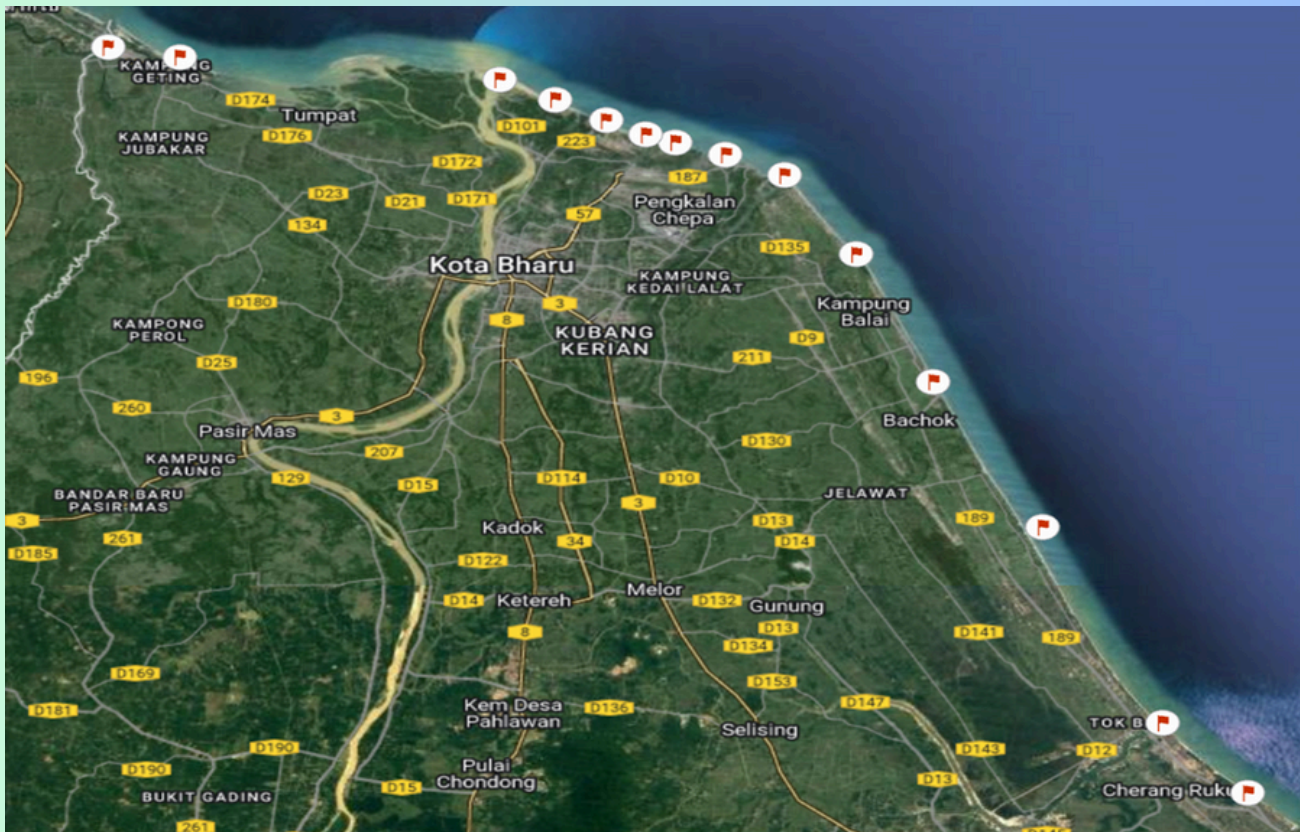 KAMPUNG
GETING
D174
Tumpat
D176
D101
223
KAMPUNG
JUBAKAR
D172
187
D23
D21
D171
Pengkalan
Chepa
57
134
D135
Kota Bharu
KAMPUNG
KEDAI LALAT
D180
3
Kampung
Balai
8
KAMPONG
PEROL
KUBANG
KERIAN
D9
211
D25
196
260
3
Bachok
Pasir Mas
D130
207
KAMPUNG
GAUNG
129
D15
D114
D10
BANDAR BARU
PASIR MAS
JELAWAT
3
3
189
D13
Kadok
261
34
D14
D185
D122
Melor
D14
Ketereh
D132
Gunung
8
D13
D141
189
D134
D169
D153
D147
Kem Desa
Pahlawan
D136
D181
TOK B
Selising
D190
D143
D12
D190
Pulai
Chondong
D13
D15
Cherang Ruku
BUKIT GADING
261